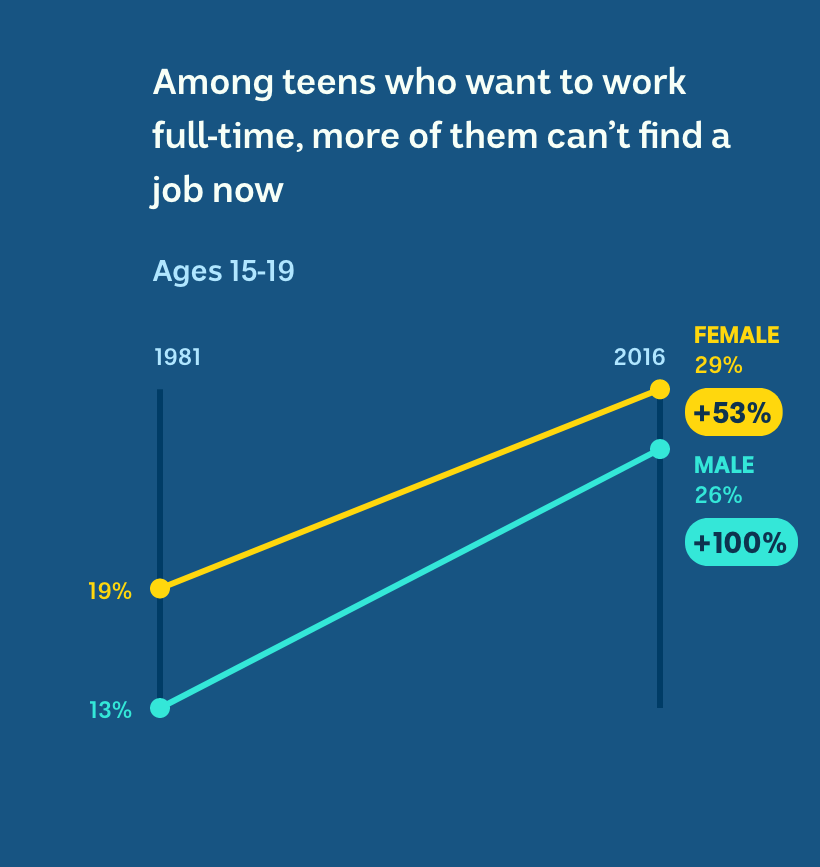 Among teens who want to work
full-time, more of them can’t find a
job now
Ages 15-19
1981
2016
FEMALE
29%
+53%
MALE
26%
+100%
19%
13%